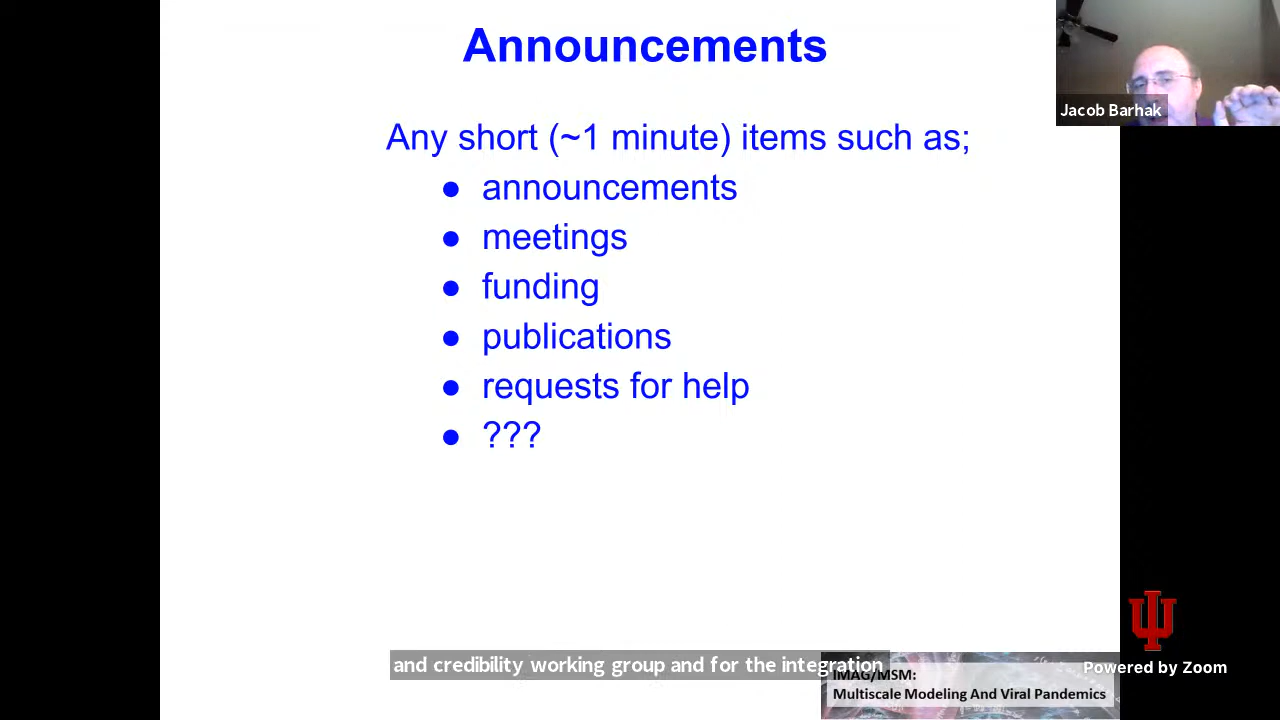 Announcements
Jacob Barhak
Any short (~1 minute) items such as;
● announcements
● meetings
● funding
● publications
● requests for help
● ???
and credibility working group and for the integration
IMAG/MSM:
Multiscale Modeling And Viral Pandemics
Powered by Zoom